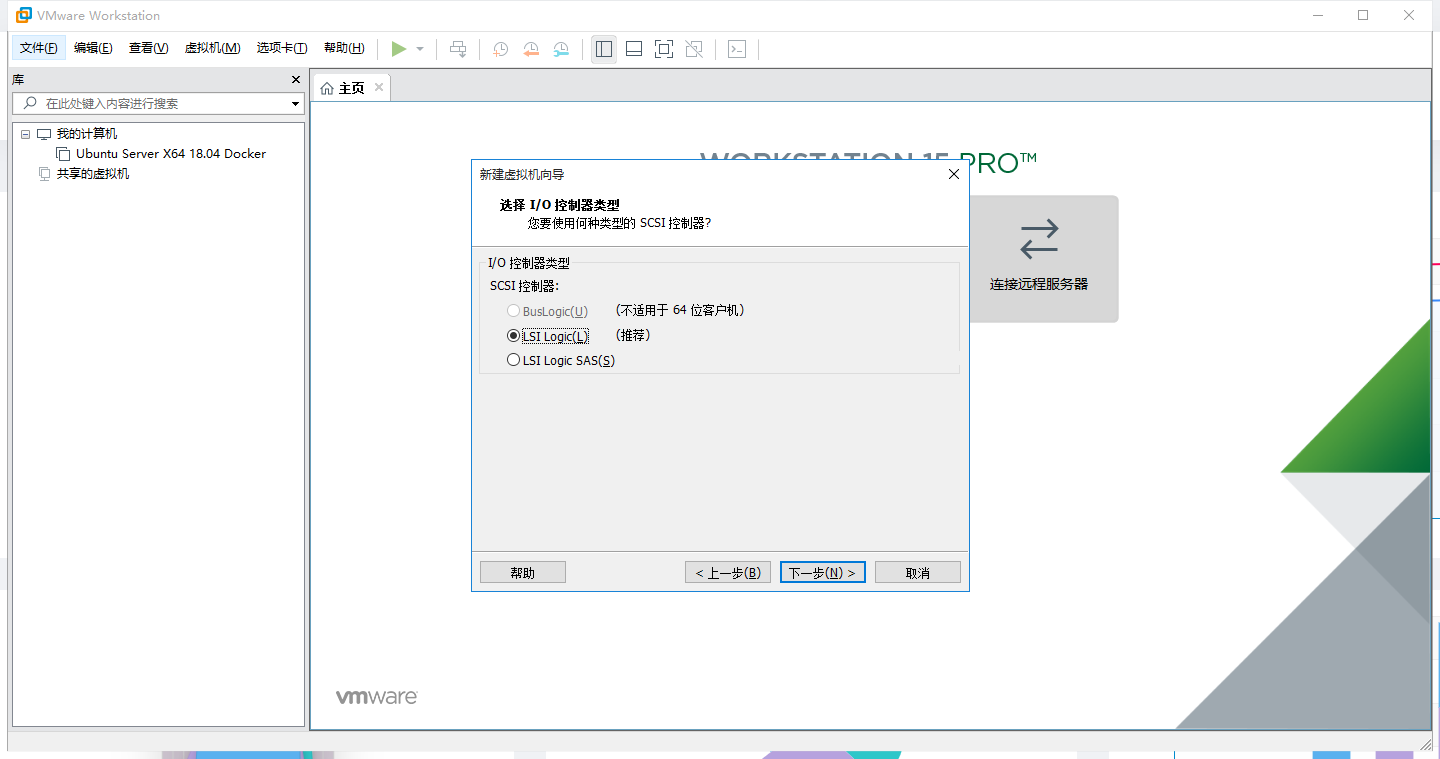 VMware Workstation
文件(F) 编辑(E) 查看(V) 虚拟机(M) 选项卡(T) 帮助(H)
库
在此处键入内容进行搜索
我的计算机
Ubuntu Server X64 18.04 Docker
共享的虚拟机
主页
WORKSTATION 15 PRO™
新建虚拟机向导
选择 I/O 控制器类型
您要使用何种类型的 SCSI 控制器?
I/O 控制器类型
SCSI 控制器:
BusLogic(U) (不适用于 64 位客户机)
LSI Logic(L) (推荐)
LSI Logic SAS(S)
帮助 < 上一步(B) 下一步(N) > 取消
连接远程服务器
vmware